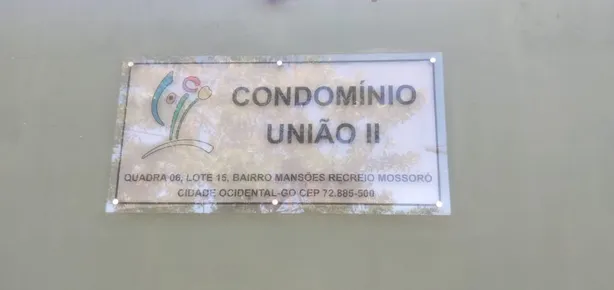 CONDOMÍNIO
UNIÃO II
QUADRA 06, LOTE 15, BAIRRO MANSÕES RECREIO MOSSORÓ
CIDADE OCIDENTAL-GO CEP 72.885-500